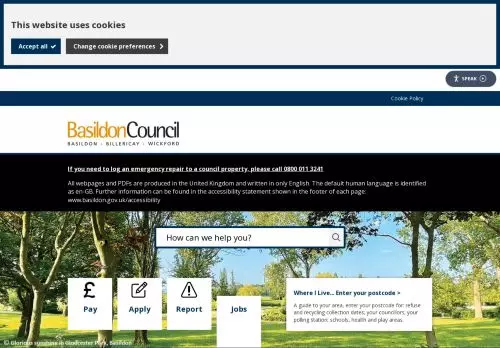 This website uses cookies
Accept all
Change cookie preferences
SPEAK
Cookie Policy
BasildonCouncil
BASILDON • BILLERICAY • WICKFORD
If you need to log an emergency repair to a council property, please call 0800 011 3241
All webpages and PDFs are produced in the United Kingdom and written in only English. The default human language is identified
as en-GB. Further information can be found in the accessibility statement shown in the footer of each page:
www.basildon.gov.uk/accessibility
How can we help you?
£
Pay
Apply
Report
Jobs
Where I Live... Enter your postcode >
A guide to your area, enter your postcode for: refuse
and recycling collection dates; your councillors; your
polling station; schools, health and play areas.
© Glorious sunshine in Gloucester Park, Basildon